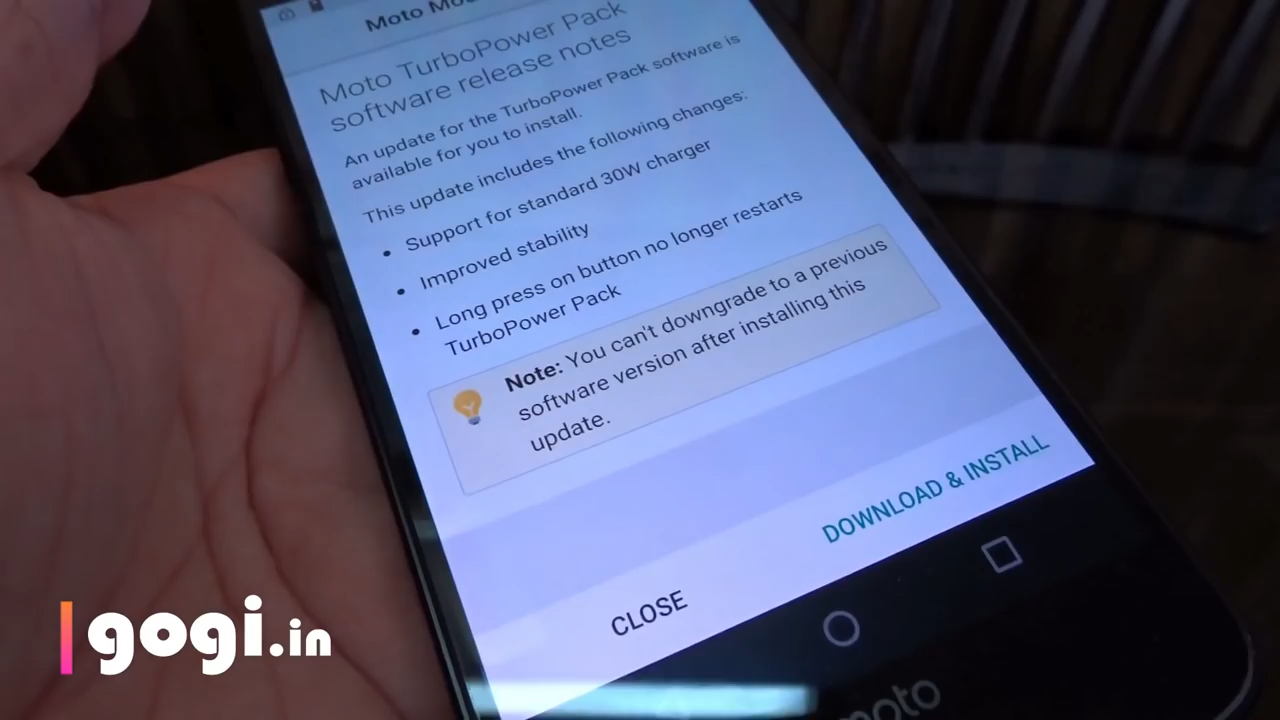 Moto TurboPower Pack
software release notes
An update for the TurboPower Pack software is
available for you to install.
This update includes the following changes:
• Support for standard 30W charger
• Improved stability
• Long press on button no longer restarts
TurboPower Pack
Note: You can't downgrade to a previous
software version after installing this
update.
DOWNLOAD & INSTALL
CLOSE
moto
gogi.in